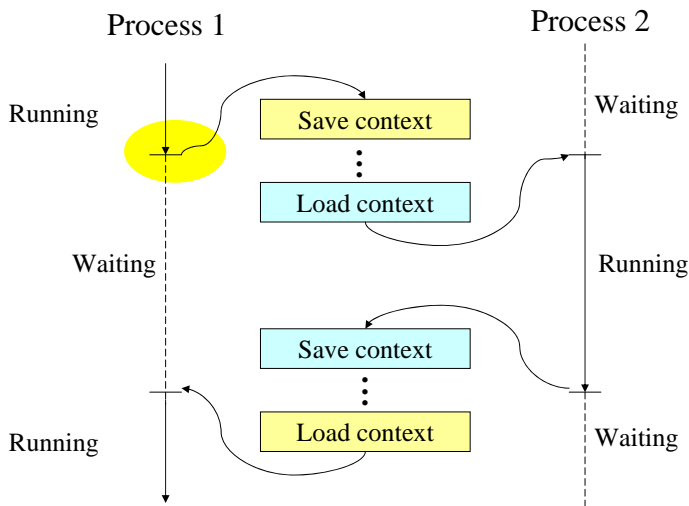 Process 1
Process 2
Running
Save context
Waiting
Load context
Waiting
Running
Save context
Running
Load context
Waiting